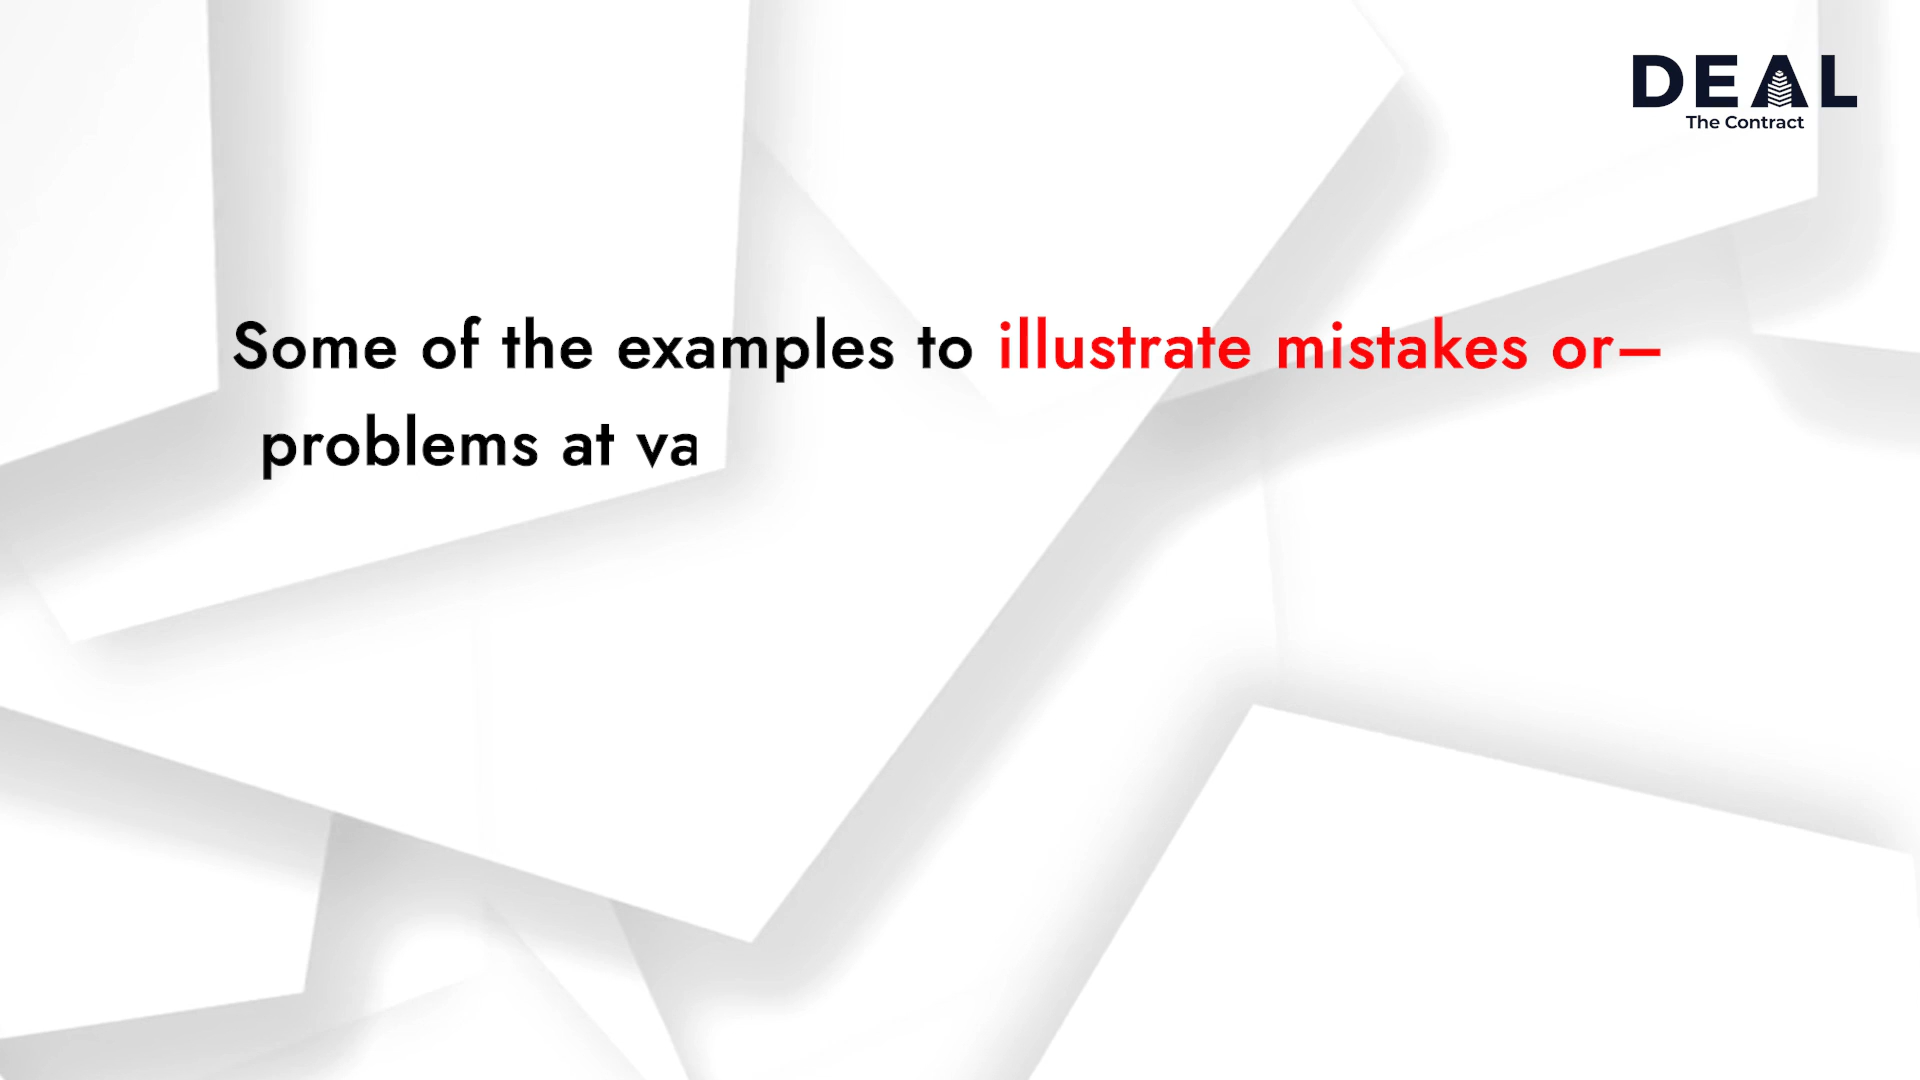 DEAL
The Contract
Some of the examples to illustrate mistakes or–
problems at va